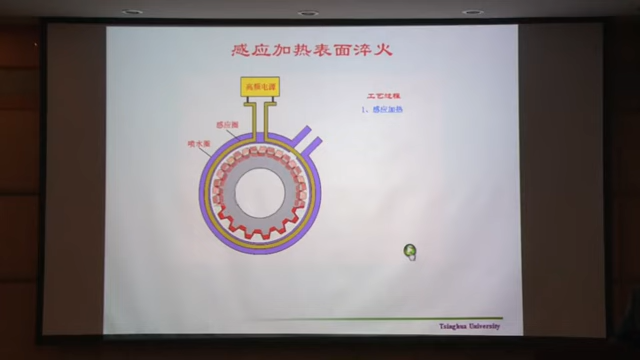 感应加热表面淬火
高频电源
工艺过程
1、感应加热
感应圈
喷水圈
Tsinghua University